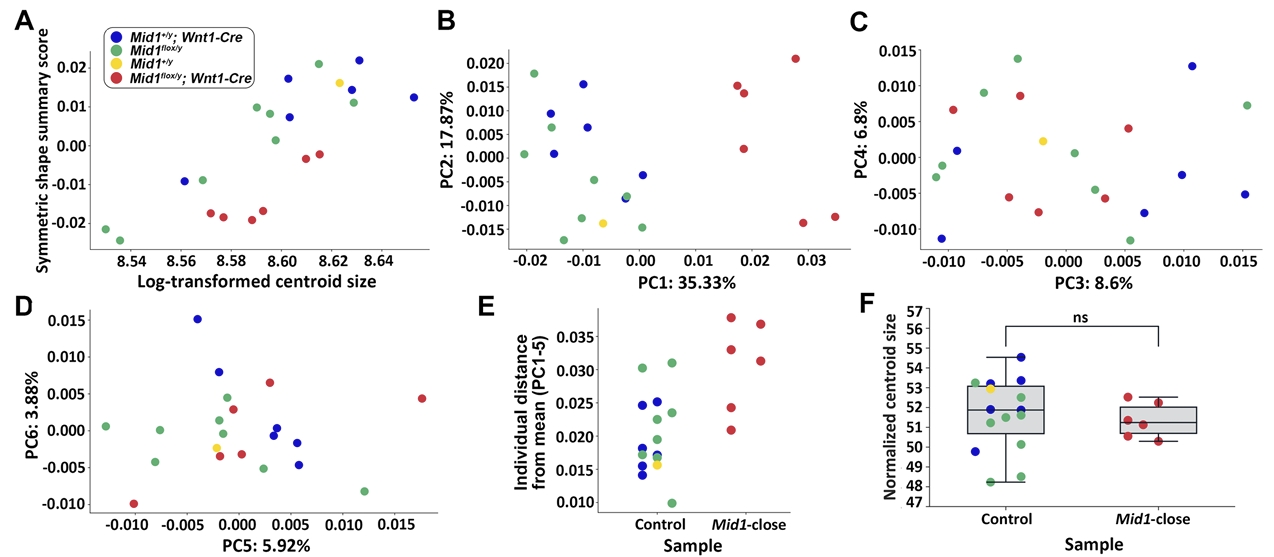 A
Mid1+/y; Wnt1-Cre
Mid1flox/y
Mid1+/y
Mid1flox/y; Wnt1-Cre
Symmetric shape summary score
0.02
0.01
0.00
-0.01
-0.02
8.54
8.56
8.58
8.60
8.62
8.64
Log-transformed centroid size
B
PC2: 17.87%
0.020
0.015
0.010
0.005
0.000
-0.005
-0.010
-0.015
-0.02
-0.01
0.00
0.01
0.02
0.03
PC1: 35.33%
C
PC4: 6.8%
0.015
0.010
0.005
0.000
-0.005
-0.010
-0.010
-0.005
0.000
0.005
0.010
0.015
PC3: 8.6%
D
PC6: 3.88%
0.015
0.010
0.005
0.000
-0.005
-0.010
-0.010
-0.005
0.000
0.005
0.010
0.015
PC5: 5.92%
E
Individual distance
from mean (PC1-5)
0.035
0.030
0.025
0.020
0.015
0.010
Control
Mid1-close
Sample
F
Normalized centroid size
57
56
55
54
53
52
51
50
49
48
47
ns
Control
Mid1-close
Sample